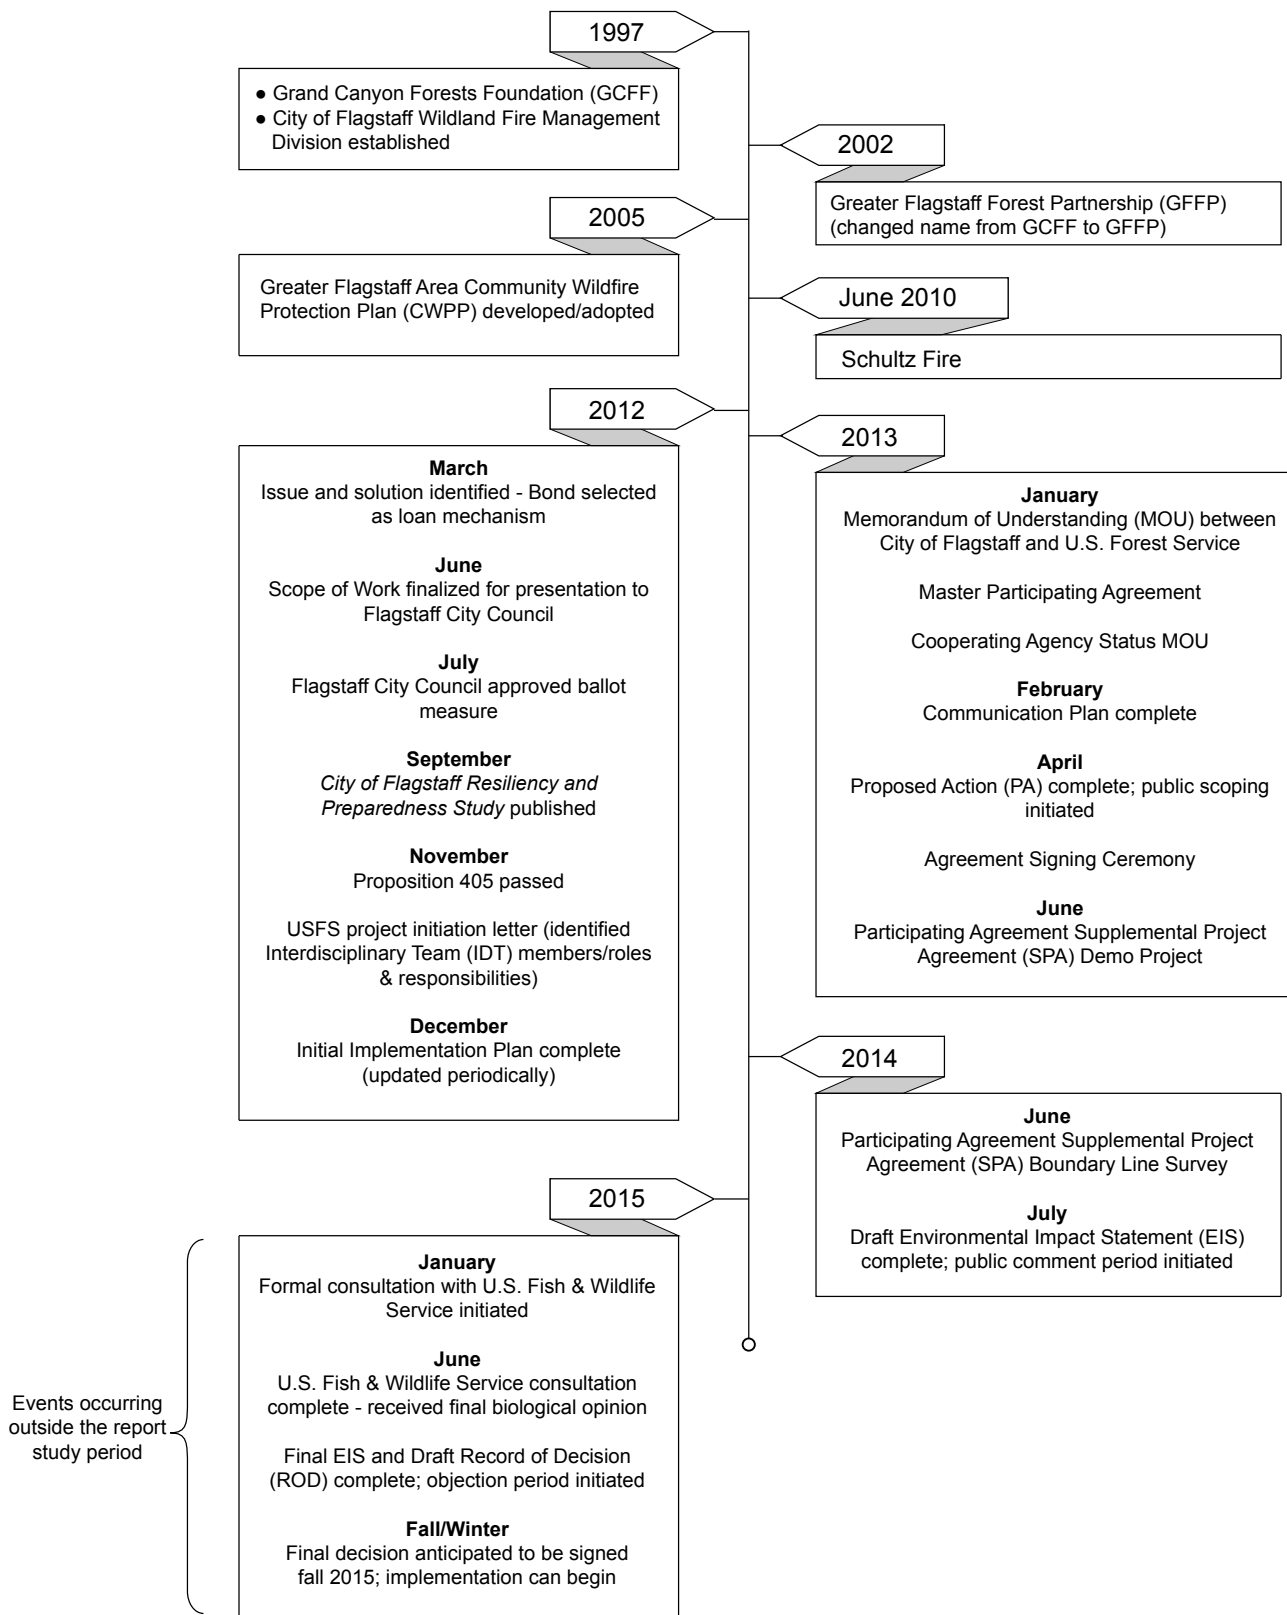 1997
● Grand Canyon Forests Foundation (GCFF)
● City of Flagstaff Wildland Fire Management
Division established
2002
Greater Flagstaff Forest Partnership (GFFP)
(changed name from GCFF to GFFP)
2005
Greater Flagstaff Area Community Wildfire
Protection Plan (CWPP) developed/adopted
June 2010
Schultz Fire
2012
March
Issue and solution identified - Bond selected
as loan mechanism
June
Scope of Work finalized for presentation to
Flagstaff City Council
July
Flagstaff City Council approved ballot
measure
September
City of Flagstaff Resiliency and
Preparedness Study published
November
Proposition 405 passed
USFS project initiation letter (identified
Interdisciplinary Team (IDT) members/roles
& responsibilities)
December
Initial Implementation Plan complete
(updated periodically)
2013
January
Memorandum of Understanding (MOU) between
City of Flagstaff and U.S. Forest Service
Master Participating Agreement
Cooperating Agency Status MOU
February
Communication Plan complete
April
Proposed Action (PA) complete; public scoping
initiated
Agreement Signing Ceremony
June
Participating Agreement Supplemental Project
Agreement (SPA) Demo Project
2014
June
Participating Agreement Supplemental Project
Agreement (SPA) Boundary Line Survey
July
Draft Environmental Impact Statement (EIS)
complete; public comment period initiated
2015
January
Formal consultation with U.S. Fish & Wildlife
Service initiated
June
U.S. Fish & Wildlife Service consultation
complete - received final biological opinion
Final EIS and Draft Record of Decision
(ROD) complete; objection period initiated
Fall/Winter
Final decision anticipated to be signed
fall 2015; implementation can begin
Events occurring
outside the report
study period